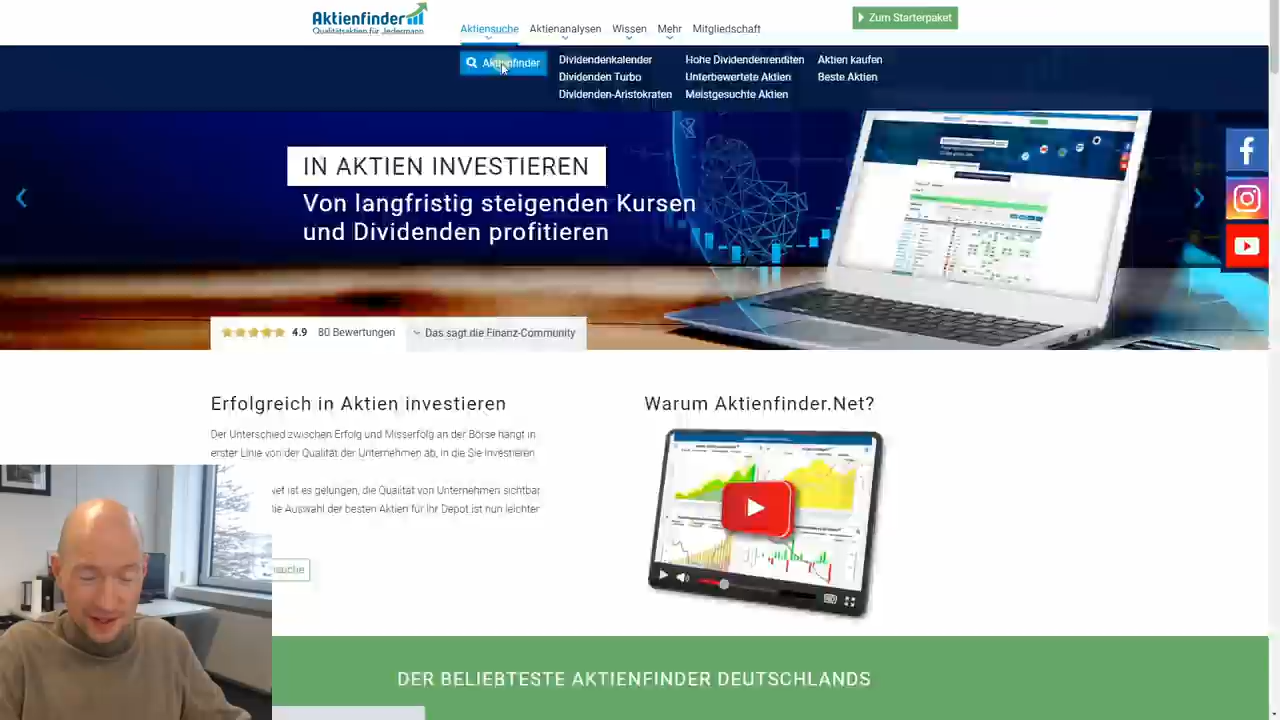 Aktienfinder
Qualitätsaktien für Jedermann
Aktiensuche
Aktienanalysen
Wissen
Mehr
Mitgliedschaft
Zum Starterpaket
Aktienfinder
Dividendenkalender
Hohe Dividendenrenditen
Aktien kaufen
Dividenden Turbo
Unterbewertete Aktien
Beste Aktien
Dividenden-Aristokraten
Meistgesuchte Aktien
IN AKTIEN INVESTIEREN
Von langfristig steigenden Kursen
und Dividenden profitieren
4.9 80 Bewertungen
Das sagt die Finanz-Community
Erfolgreich in Aktien investieren
Warum Aktienfinder.Net?
Der Unterschied zwischen Erfolg und Misserfolg an der Börse hängt in
erster Linie von der Qualität der Unternehmen ab, in die Sie investieren
ist es gelungen, die Qualität von Unternehmen sichtbar
Auswahl der besten Aktien für Ihr Depot ist nun leichter
DER BELIEBTESTE AKTIENFINDER DEUTSCHLANDS